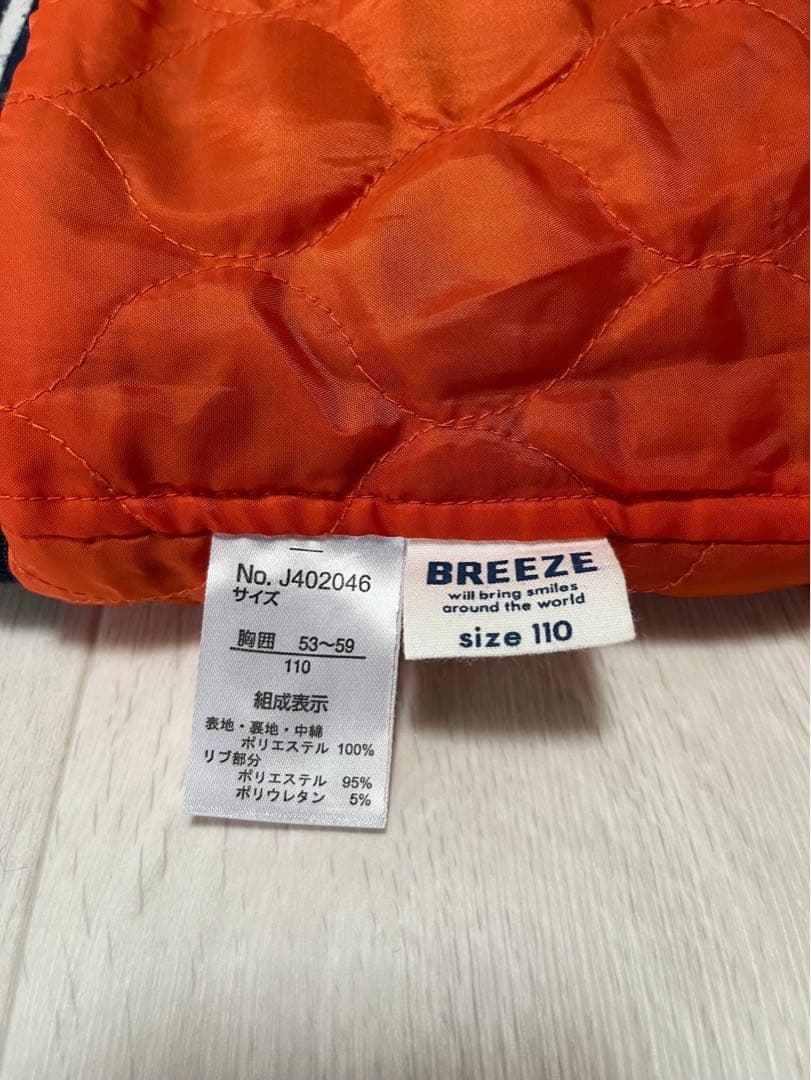 No. J402046
サイズ
胸囲 53～59
110
組成表示
表地・裏地・中綿
ポリエステル 100%
リブ部分
ポリエステル 95%
ポリウレタン 5%
BREEZE
will bring smiles
around the world
size 110